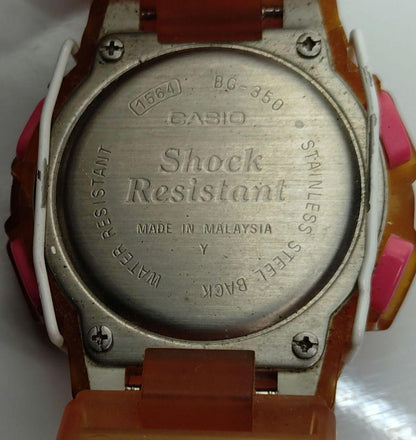 1564 BG-350
CASIO
Shock
Resistant
MADE IN MALAYSIA
Y
WATER RESISTANT
STAINLESS STEEL BACK